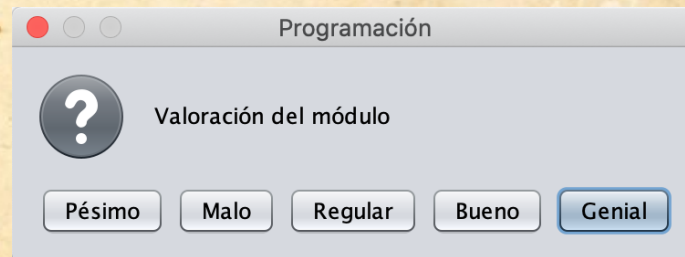 Programación
Valoración del módulo
Pésimo Malo Regular Bueno Genial